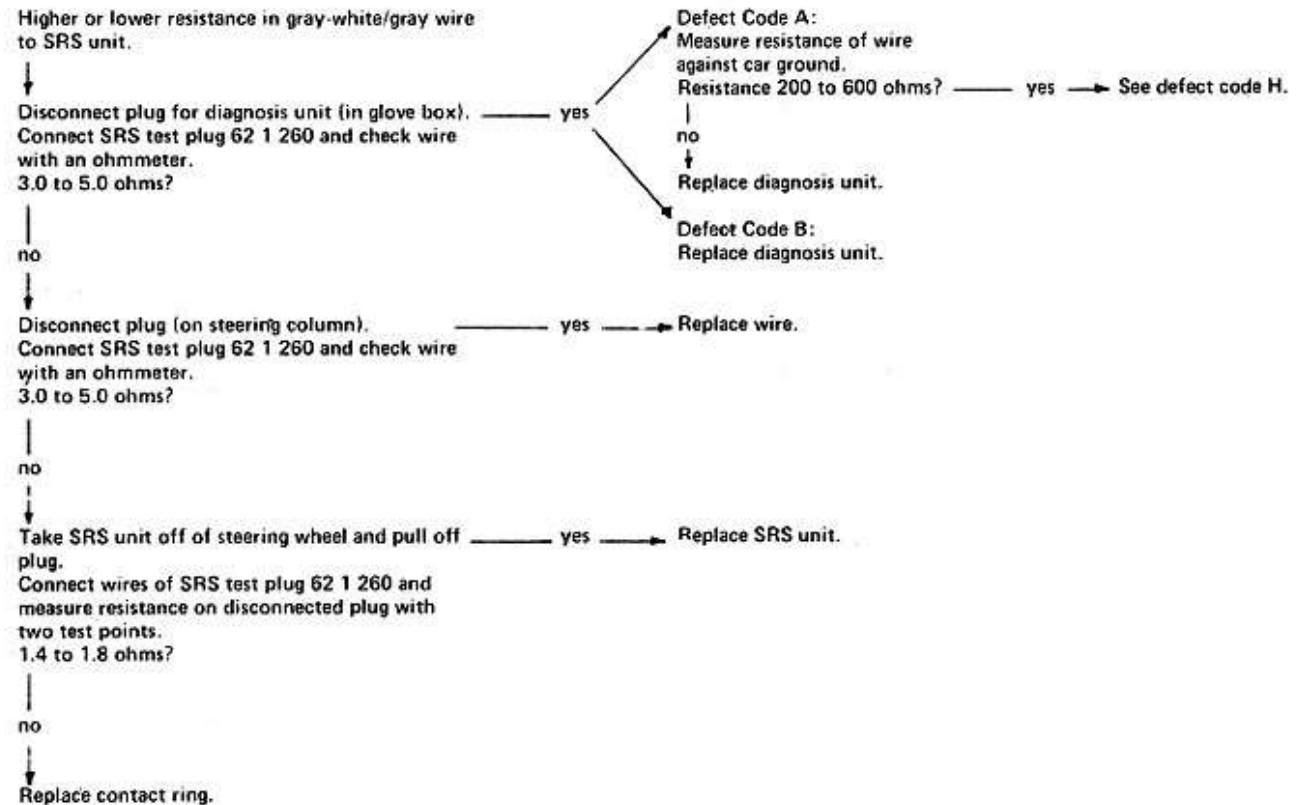 Higher or lower resistance in gray-white/gray wire
to SRS unit.
Defect Code A:
Measure resistance of wire
against car ground.
Resistance 200 to 600 ohms?
yes
See defect code H.
Disconnect plug for diagnosis unit (in glove box).
Connect SRS test plug 62 1 260 and check wire
with an ohmmeter.
3.0 to 5.0 ohms?
yes
no
Replace diagnosis unit.
Defect Code B:
Replace diagnosis unit.
no
Disconnect plug (on steering column).
Connect SRS test plug 62 1 260 and check wire
with an ohmmeter.
3.0 to 5.0 ohms?
yes
Replace wire.
no
Take SRS unit off of steering wheel and pull off
plug.
Connect wires of SRS test plug 62 1 260 and
measure resistance on disconnected plug with
two test points.
1.4 to 1.8 ohms?
yes
Replace SRS unit.
no
Replace contact ring.